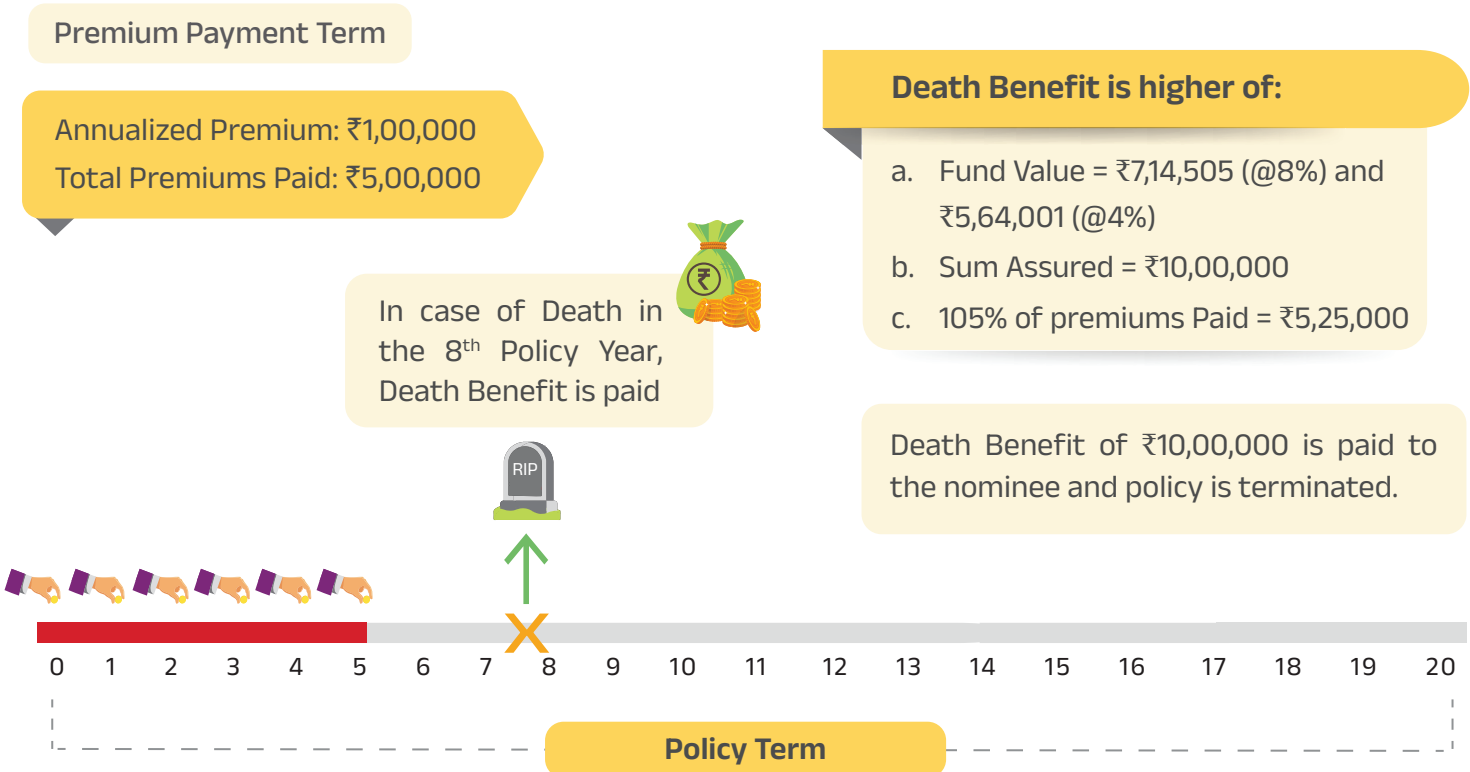 Premium Payment Term
Annualized Premium: ₹1,00,000
Total Premiums Paid: ₹5,00,000
Death Benefit is higher of:
a. Fund Value = ₹7,14,505 (@8%) and
₹5,64,001 (@4%)
b. Sum Assured = ₹10,00,000
c. 105% of premiums Paid = ₹5,25,000
₹
In case of Death in
the 8th Policy Year,
Death Benefit is paid
Death Benefit of ₹10,00,000 is paid to
the nominee and policy is terminated.
RIP
0 1 2 3 4 5 6 7 8 9 10 11 12 13 14 15 16 17 18 19 20
Policy Term